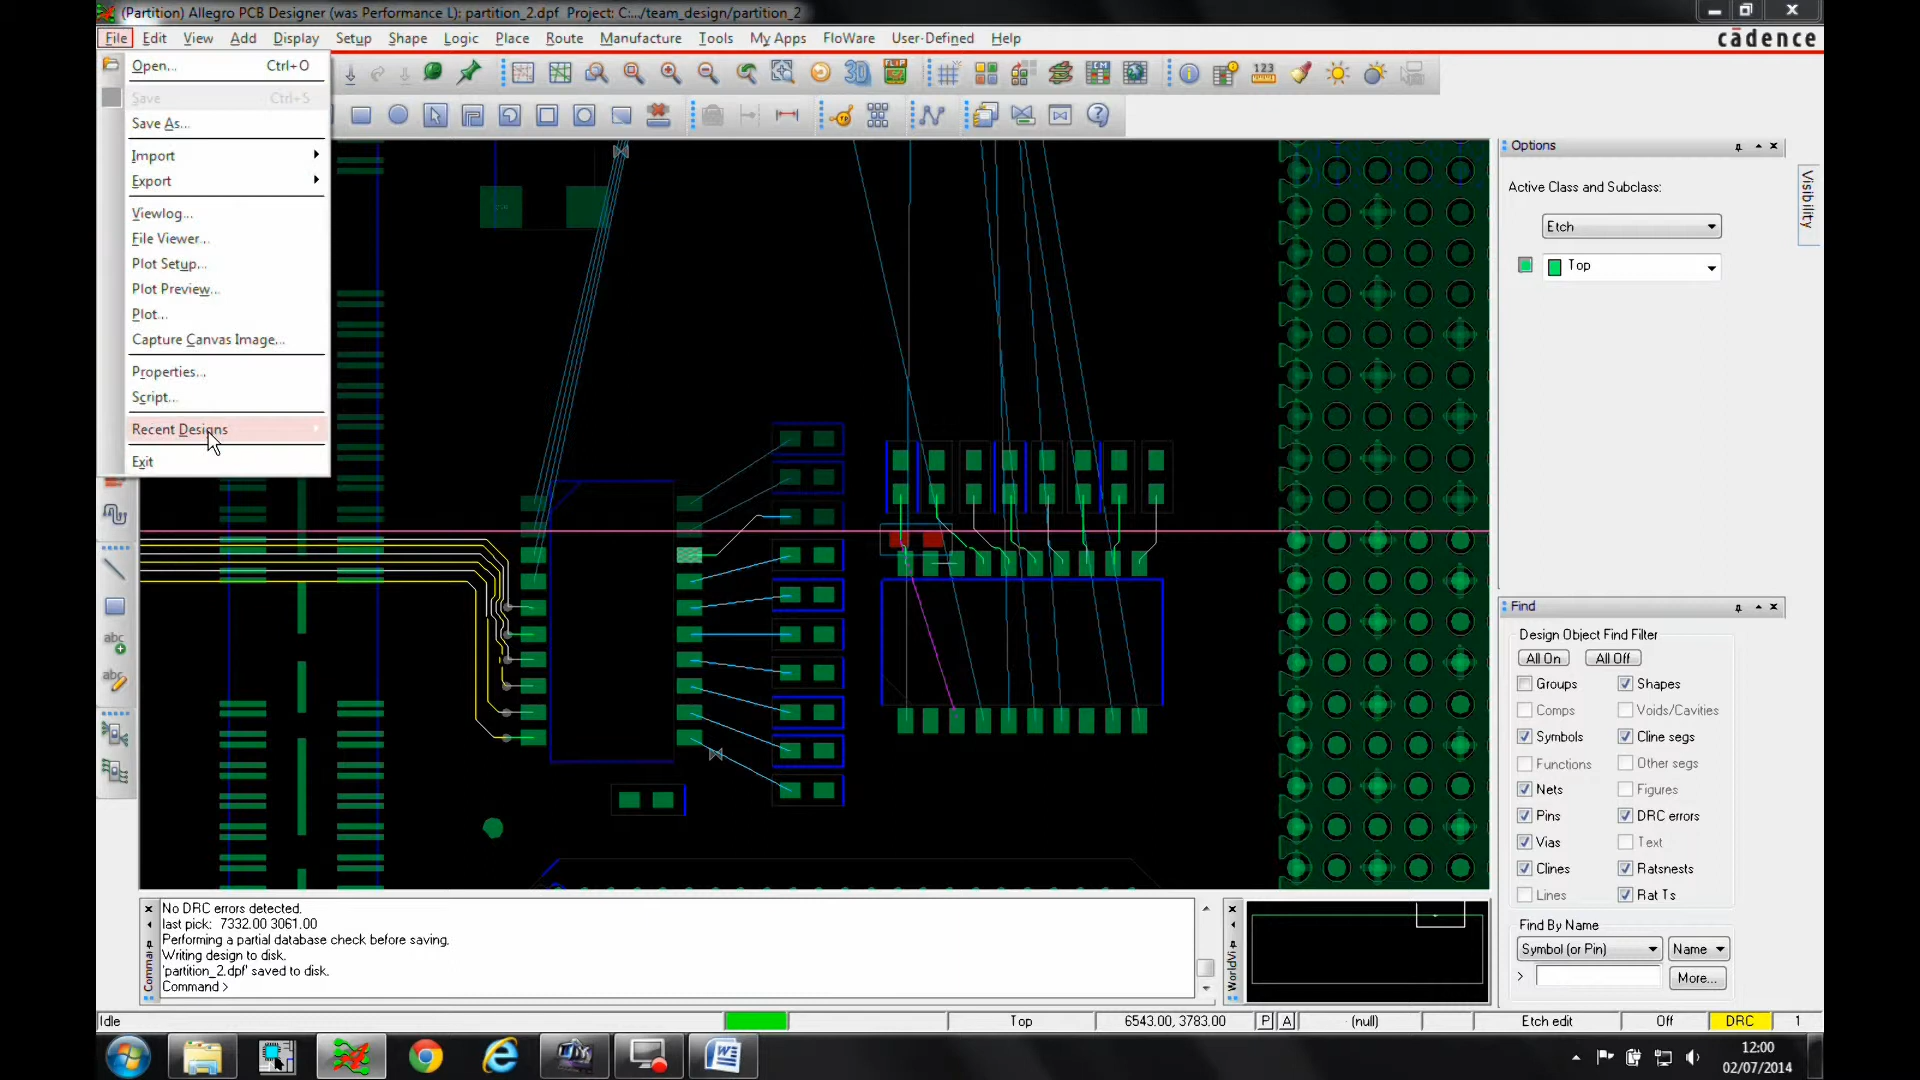 (Partition) Allegro PCB Designer (was Performance L): partition_2.dpf  Project: C:.../team_design/partition_2
File Edit View Add Display Setup Shape Logic Place Route Manufacture Tools My Apps FloWare User-Defined Help
cādence
Open... Ctrl+O
Save Ctrl+S
Save As...
Import
Export
Viewlog...
File Viewer...
Plot Setup...
Plot Preview...
Plot...
Capture Canvas Image...
Properties...
Script...
Recent Designs
Exit
Options
Active Class and Subclass:
Etch
Top
Visibility
Find
Design Object Find Filter
All On All Off
Groups Shapes
Comps Voids/Cavities
Symbols Cline segs
Functions Other segs
Nets Figures
Pins DRC errors
Vias Text
Clines Ratsnests
Lines Rat Ts
Find By Name
Symbol (or Pin) Name
> More...
No DRC errors detected.
last pick:  7332.00 3061.00
Performing a partial database check before saving.
Writing design to disk.
'partition_2.dpf' saved to disk.
Command >
Comma
WorldVi
Idle Top 6543.00, 3783.00 P A (null) Etch edit Off DRC 1
12:00
02/07/2014